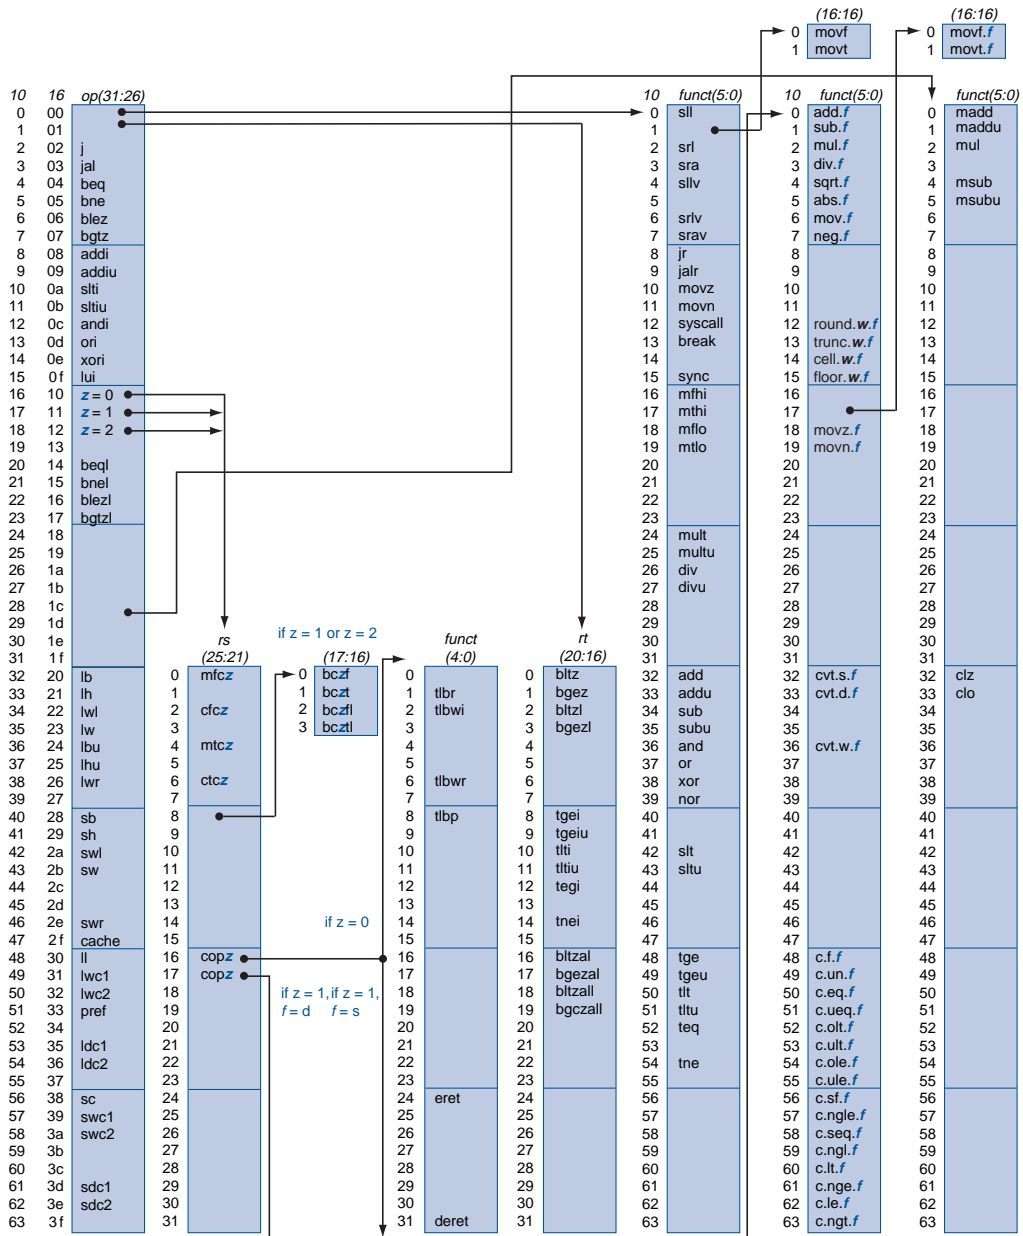 (16:16) (16:16)
0 movf 0 movf.f
1 movt 1 movt.f
10 16 op(31:26) 10 funct(5:0) 10 funct(5:0) funct(5:0)
0 00 0 sll 0 add.f 0 madd
1 01 1 1 sub.f 1 maddu
2 02 j 2 srl 2 mul.f 2 mul
3 03 jal 3 sra 3 div.f 3
4 04 beq 4 sllv 4 sqrt.f 4 msub
5 05 bne 5 5 abs.f 5 msubu
6 06 blez 6 srlv 6 mov.f 6
7 07 bgtz 7 srav 7 neg.f 7
8 08 addi 8 jr 8 8
9 09 addiu 9 jalr 9 9
10 0a slti 10 movz 10 10
11 0b sltiu 11 movn 11 11
12 0c andi 12 syscall 12 round.w.f 12
13 0d ori 13 break 13 trunc.w.f 13
14 0e xori 14 14 cell.w.f 14
15 0f lui 15 sync 15 floor.w.f 15
16 10 z = 0 16 mfhi 16 16
17 11 z = 1 17 mthi 17 17
18 12 z = 2 18 mflo 18 movz.f 18
19 13 19 mtlo 19 movn.f 19
20 14 beql 20 20 20
21 15 bnel 21 21 21
22 16 blezl 22 22 22
23 17 bgtzl 23 23 23
24 18 24 mult 24 24
25 19 25 multu 25 25
26 1a 26 div 26 26
27 1b 27 divu 27 27
28 1c 28 28 28
29 1d 29 29 29
30 1e rs if z = 1 or z = 2 funct rt 30 30 30
31 1f (25:21) (17:16) (4:0) (20:16) 31 31 31
32 20 lb 0 mfcz 0 bczf 0 0 bltz 32 add 32 cvt.s.f 32 clz
33 21 lh 1 1 bczt 1 tlbr 1 bgez 33 addu 33 cvt.d.f 33 clo
34 22 lwl 2 cfcz 2 bczfl 2 tlbwi 2 bltzl 34 sub 34 34
35 23 lw 3 3 bcztl 3 3 bgezl 35 subu 35 35
36 24 lbu 4 mtcz 4 4 36 and 36 cvt.w.f 36
37 25 lhu 5 5 5 37 or 37 37
38 26 lwr 6 ctcz 6 tlbwr 6 38 xor 38 38
39 27 7 7 7 39 nor 39 39
40 28 sb 8 8 tlbp 8 tgei 40 40 40
41 29 sh 9 9 9 tgeiu 41 41 41
42 2a swl 10 10 10 tlti 42 slt 42 42
43 2b sw 11 11 11 tltiu 43 sltu 43 43
44 2c 12 12 12 tegi 44 44 44
45 2d 13 13 13 45 45 45
46 2e swr 14 if z = 0 14 14 tnei 46 46 46
47 2f cache 15 15 15 47 47 47
48 30 ll 16 copz 16 16 bltzal 48 tge 48 c.f.f 48
49 31 lwc1 17 copz 17 17 bgezal 49 tgeu 49 c.un.f 49
50 32 lwc2 18 if z = 1, if z = 1, 18 18 bltzall 50 tlt 50 c.eq.f 50
51 33 pref 19 f = d f = s 19 19 bgczall 51 tltu 51 c.ueq.f 51
52 34 20 20 20 52 teq 52 c.olt.f 52
53 35 ldc1 21 21 21 53 53 c.ult.f 53
54 36 ldc2 22 22 22 54 tne 54 c.ole.f 54
55 37 23 23 23 55 55 c.ule.f 55
56 38 sc 24 24 eret 24 56 56 c.sf.f 56
57 39 swc1 25 25 25 57 57 c.ngle.f 57
58 3a swc2 26 26 26 58 58 c.seq.f 58
59 3b 27 27 27 59 59 c.ngl.f 59
60 3c 28 28 28 60 60 c.lt.f 60
61 3d sdc1 29 29 29 61 61 c.nge.f 61
62 3e sdc2 30 30 30 62 62 c.le.f 62
63 3f 31 31 deret 31 63 63 c.ngt.f 63